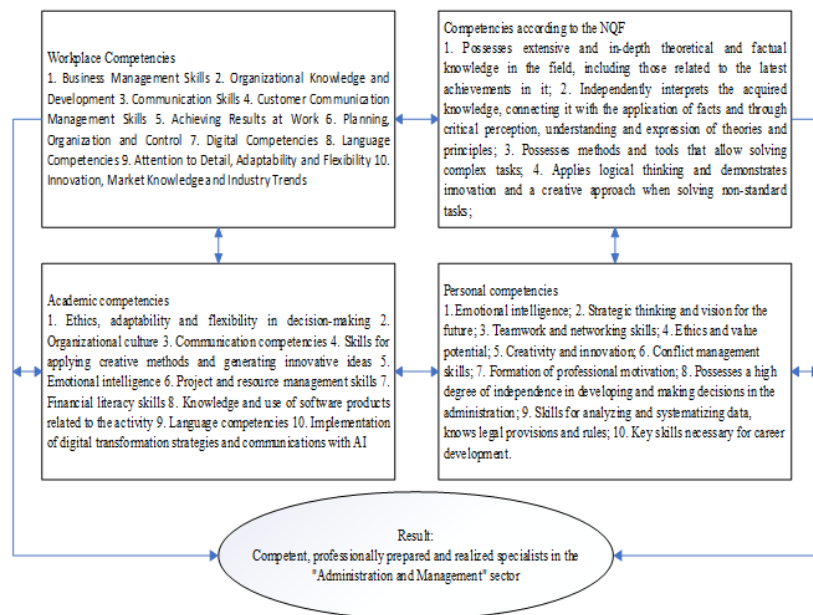 Workplace Competencies
1. Business Management Skills 2. Organizational Knowledge and
Development 3. Communication Skills 4. Customer Communication
Management Skills 5. Achieving Results at Work 6. Planning,
Organization and Control 7. Digital Competencies 8. Language
Competencies 9. Attention to Detail, Adaptability and Flexibility 10.
Innovation, Market Knowledge and Industry Trends
Competencies according to the NQF
1. Possesses extensive and in-depth theoretical and factual
knowledge in the field, including those related to the latest
achievements in it; 2. Independently interprets the acquired
knowledge, connecting it with the application of facts and through
critical perception, understanding and expression of theories and
principles; 3. Possesses methods and tools that allow solving
complex tasks; 4. Applies logical thinking and demonstrates
innovation and a creative approach when solving non-standard
tasks;
Academic competencies
1. Ethics, adaptability and flexibility in decision-making 2.
Organizational culture 3. Communication competencies 4. Skills for
applying creative methods and generating innovative ideas 5.
Emotional intelligence 6. Project and resource management skills 7.
Financial literacy skills 8. Knowledge and use of software products
related to the activity 9. Language competencies 10. Implementation
of digital transformation strategies and communications with AI
Personal competencies
1. Emotional intelligence; 2. Strategic thinking and vision for the
future; 3. Teamwork and networking skills; 4. Ethics and value
potential; 5. Creativity and innovation; 6. Conflict management
skills; 7. Formation of professional motivation; 8. Possesses a high
degree of independence in developing and making decisions in the
administration; 9. Skills for analyzing and systematizing data,
knows legal provisions and rules; 10. Key skills necessary for career
development.
Result:
Competent, professionally prepared and realized specialists in the
"Administration and Management" sector